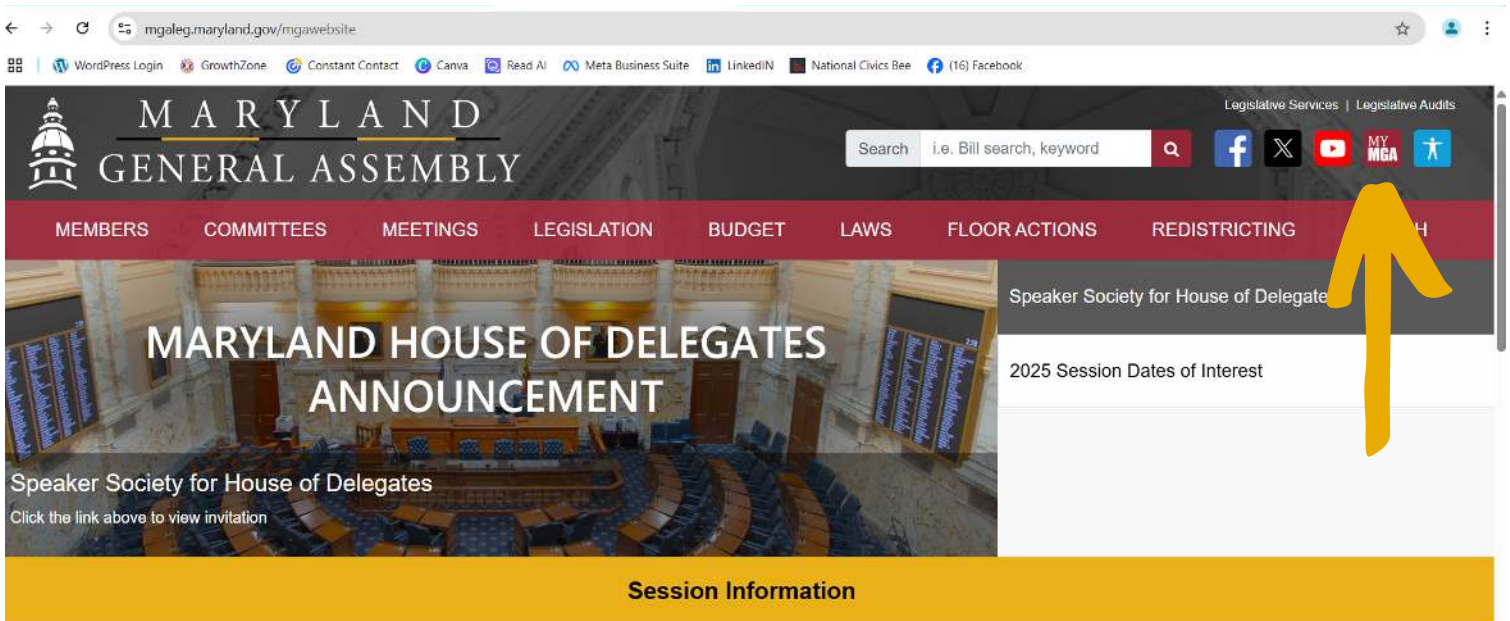 mgaleg.maryland.gov/mgawebsite
WordPress Login GrowthZone Constant Contact Canva Read AI Meta Business Suite LinkedIN National Civics Bee (16) Facebook
Legislative Services | Legislative Audits
MARYLAND
GENERAL ASSEMBLY
Search i.e. Bill search, keyword
MY
MGA
MEMBERS COMMITTEES MEETINGS LEGISLATION BUDGET LAWS FLOOR ACTIONS REDISTRICTING
MARYLAND HOUSE OF DELEGATES
ANNOUNCEMENT
Speaker Society for House of Delegates
Click the link above to view invitation
Speaker Society for House of Delegate
2025 Session Dates of Interest
Session Information